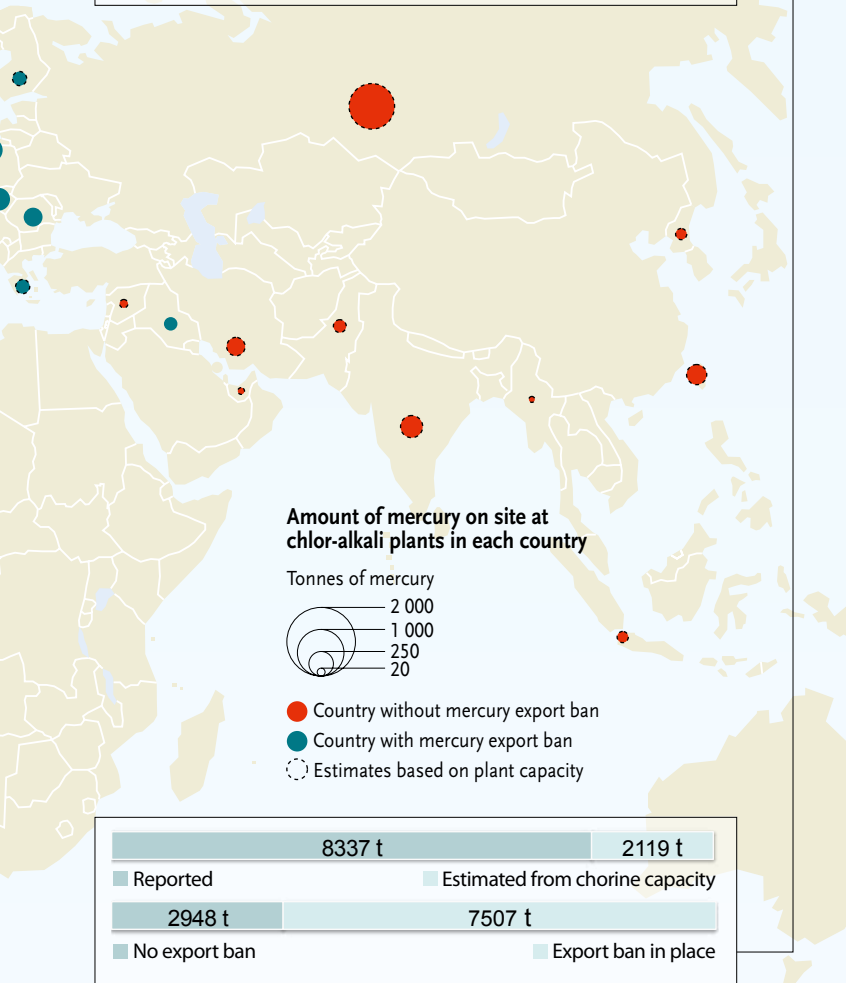 Amount of mercury on site at
chlor-alkali plants in each country
Tonnes of mercury
2 000
1 000
250
20
Country without mercury export ban
Country with mercury export ban
Estimates based on plant capacity
8337 t 2119 t
Reported Estimated from chorine capacity
2948 t 7507 t
No export ban Export ban in place